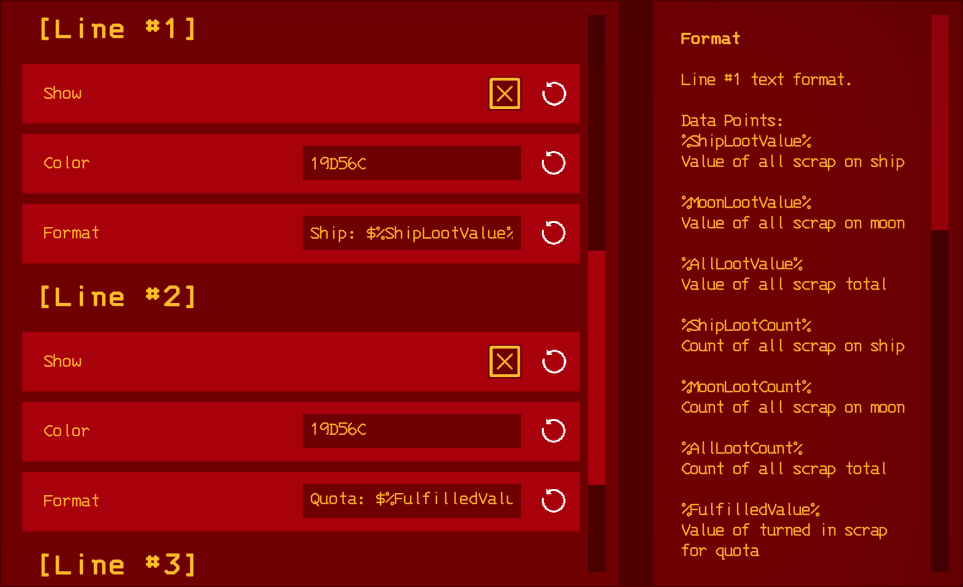 [Line #1]
Show
Color 19D56C
Format Ship: $%ShipLootValue%
[Line #2]
Show
Color 19D56C
Format Quota: $%FulfilledValu
[Line #3]
Format
Line #1 text format.
Data Points:
%ShipLootValue%
Value of all scrap on ship
%MoonLootValue%
Value of all scrap on moon
%AllLootValue%
Value of all scrap total
%ShipLootCount%
Count of all scrap on ship
%MoonLootCount%
Count of all scrap on moon
%AllLootCount%
Count of all scrap total
%FulfilledValue%
Value of turned in scrap
for quota